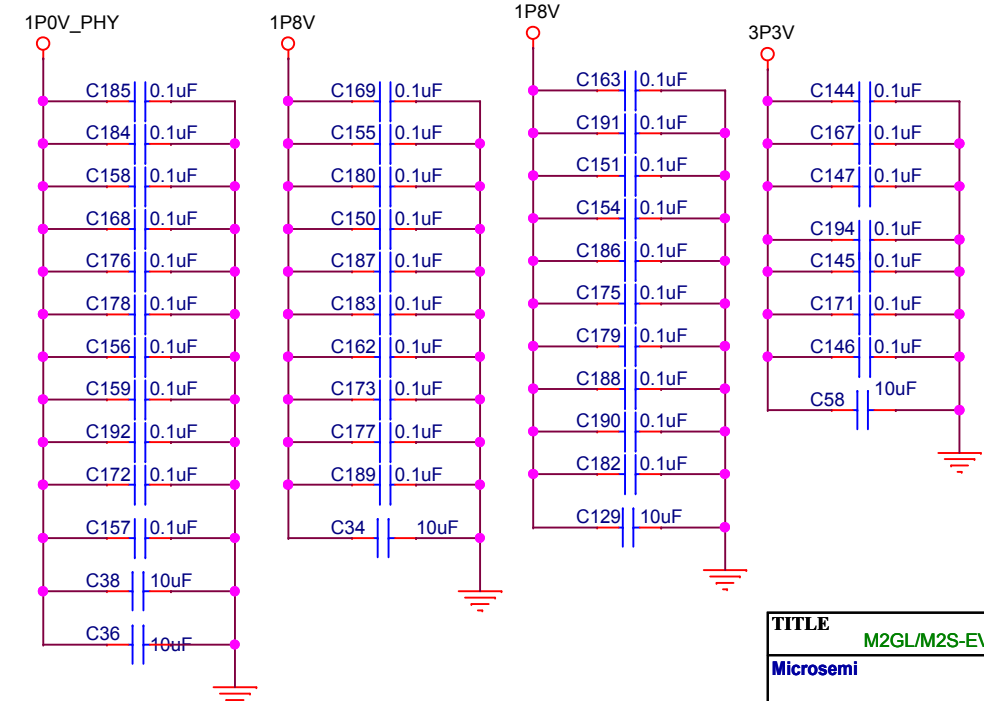 1P0V_PHY
C185 0.1uF
C184 0.1uF
C158 0.1uF
C168 0.1uF
C176 0.1uF
C178 0.1uF
C156 0.1uF
C159 0.1uF
C192 0.1uF
C172 0.1uF
C157 0.1uF
C38 10uF
C36 10uF
1P8V
C169 0.1uF
C155 0.1uF
C180 0.1uF
C150 0.1uF
C187 0.1uF
C183 0.1uF
C162 0.1uF
C173 0.1uF
C177 0.1uF
C189 0.1uF
C34 10uF
1P8V
C163 0.1uF
C191 0.1uF
C151 0.1uF
C154 0.1uF
C186 0.1uF
C175 0.1uF
C179 0.1uF
C188 0.1uF
C190 0.1uF
C182 0.1uF
C129 10uF
3P3V
C144 0.1uF
C167 0.1uF
C147 0.1uF
C194 0.1uF
C145 0.1uF
C171 0.1uF
C146 0.1uF
C58 10uF
TITLE
M2GL/M2S-EV
Microsemi